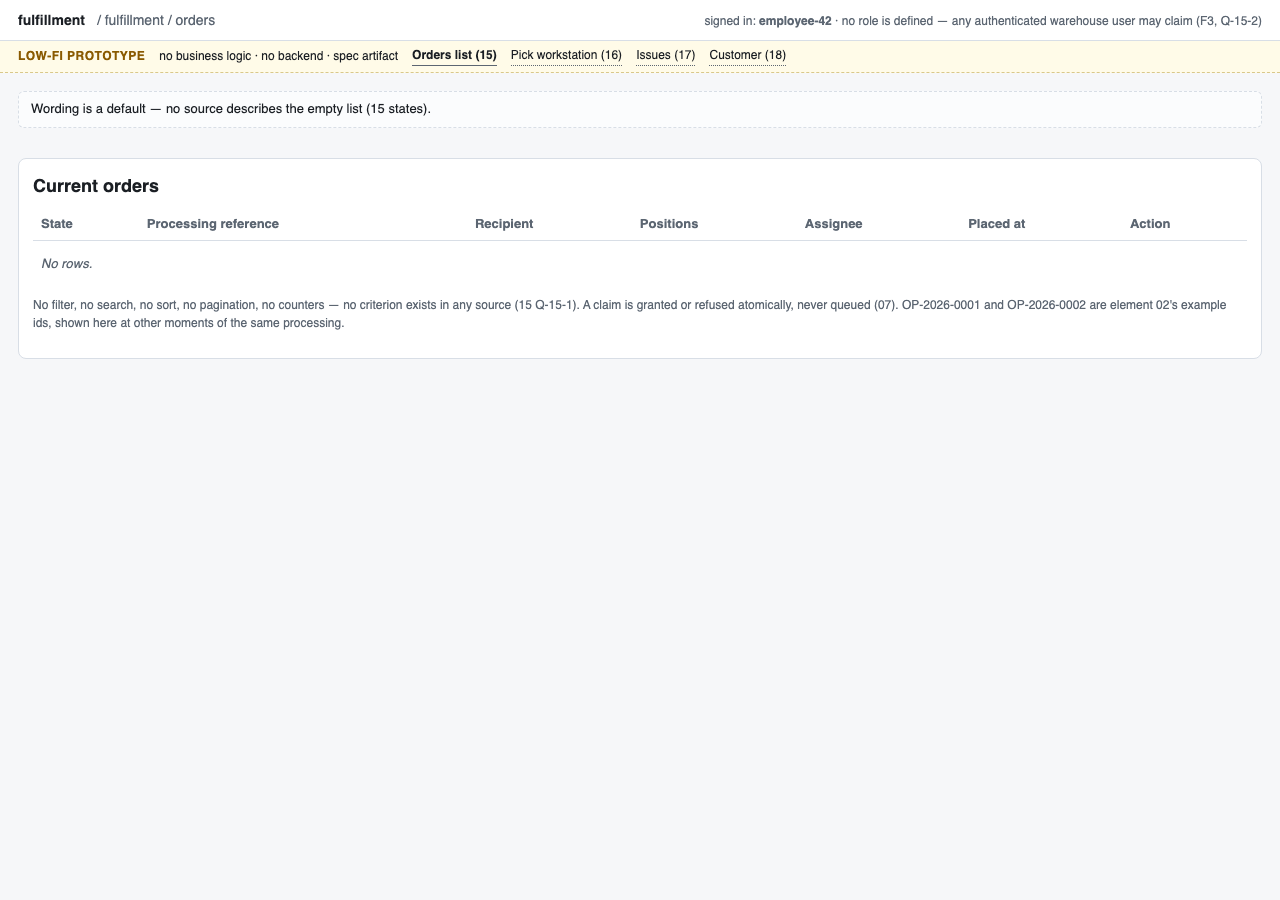 fulfillment / fulfillment / orders
signed in: employee-42 · no role is defined — any authenticated warehouse user may claim (F3, Q-15-2)
LOW-FI PROTOTYPE no business logic · no backend · spec artifact Orders list (15) Pick workstation (16) Issues (17) Customer (18)
Wording is a default — no source describes the empty list (15 states).
Current orders
State Processing reference Recipient Positions Assignee Placed at Action
No rows.
No filter, no search, no sort, no pagination, no counters — no criterion exists in any source (15 Q-15-1). A claim is granted or refused atomically, never queued (07). OP-2026-0001 and OP-2026-0002 are element 02's example
ids, shown here at other moments of the same processing.